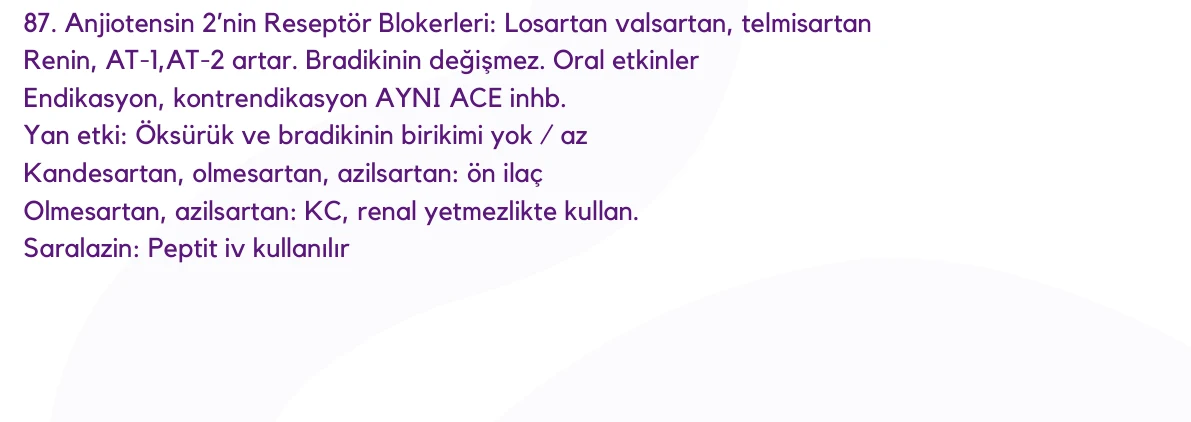 87. Anjiotensin 2’nin Reseptör Blokerleri: Losartan valsartan, telmisartan
Renin, AT-1,AT-2 artar. Bradikinin değişmez. Oral etkinler
Endikasyon, kontrendikasyon AYNI ACE inhb.
Yan etki: Öksürük ve bradikinin birikimi yok / az
Kandesartan, olmesartan, azilsartan: ön ilaç
Olmesartan, azilsartan: KC, renal yetmezlikte kullan.
Saralazin: Peptit iv kullanılır